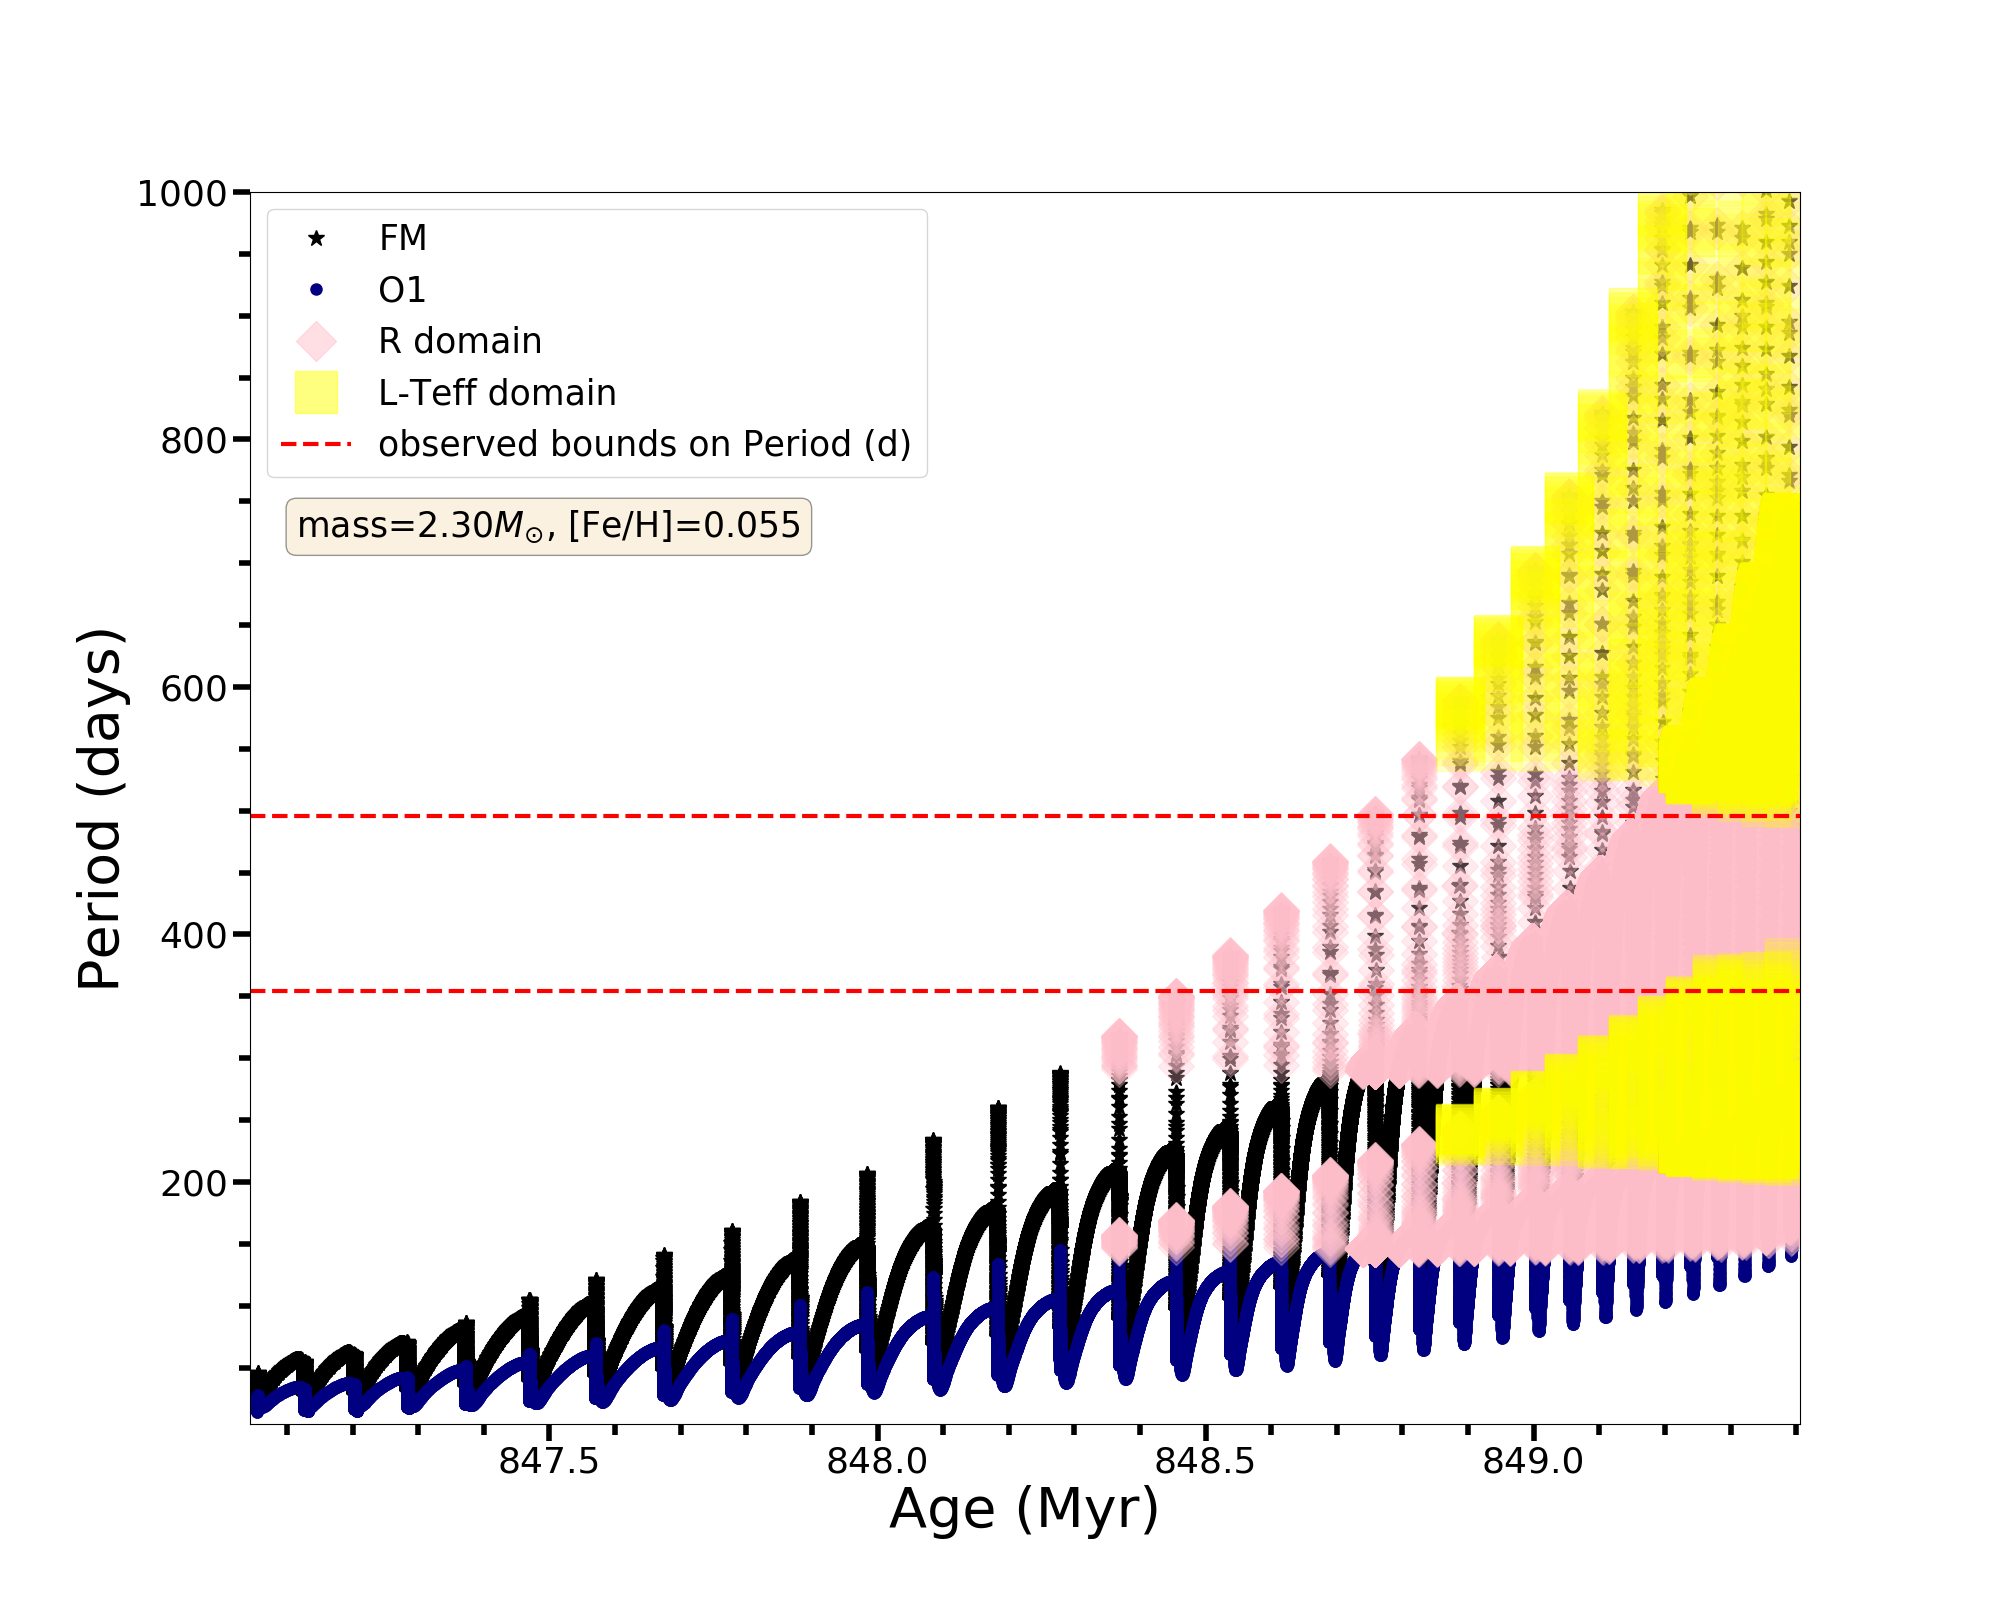 1000
800
600
400
200
Period (days)
FM
O1
R domain
L-Teff domain
observed bounds on Period (d)
mass=2.30M⊙, [Fe/H]=0.055
847.5 848.0 848.5 849.0
Age (Myr)